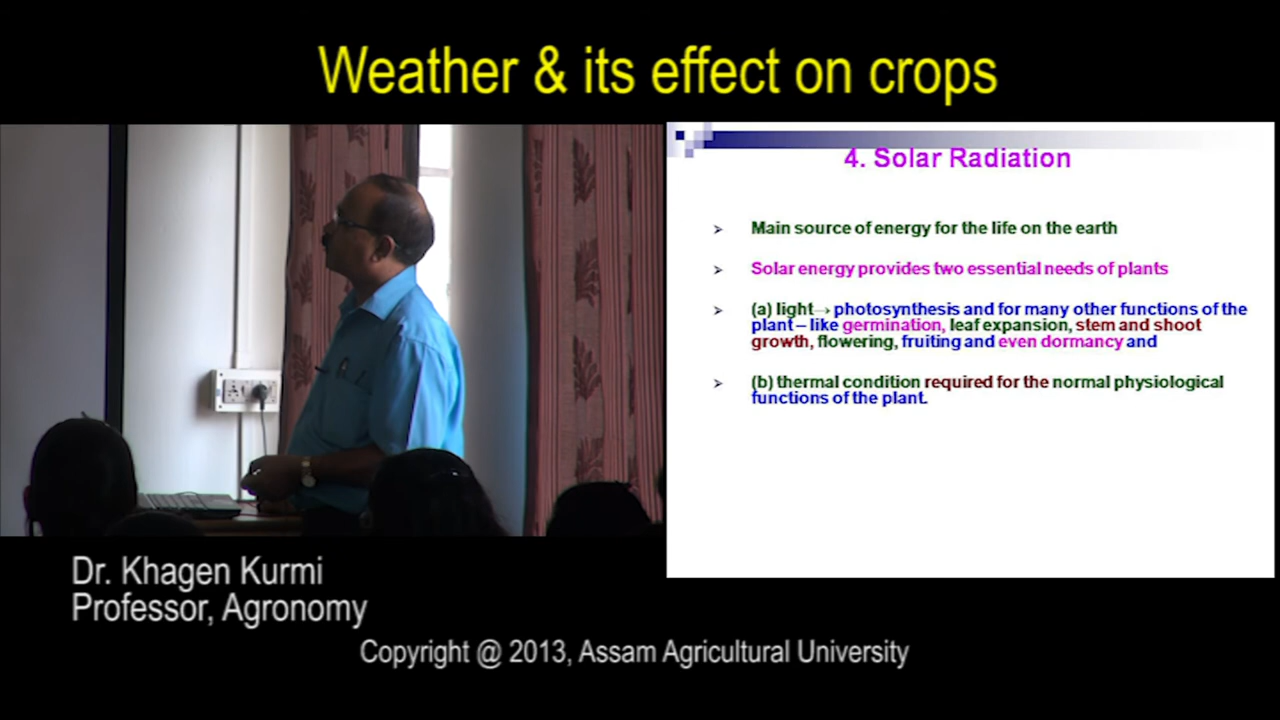 Weather & its effect on crops
4. Solar Radiation
Main source of energy for the life on the earth
Solar energy provides two essential needs of plants
(a) light→ photosynthesis and for many other functions of the
plant – like germination, leaf expansion, stem and shoot
growth, flowering, fruiting and even dormancy and
(b) thermal condition required for the normal physiological
functions of the plant.
Dr. Khagen Kurmi
Professor, Agronomy
Copyright @ 2013, Assam Agricultural University